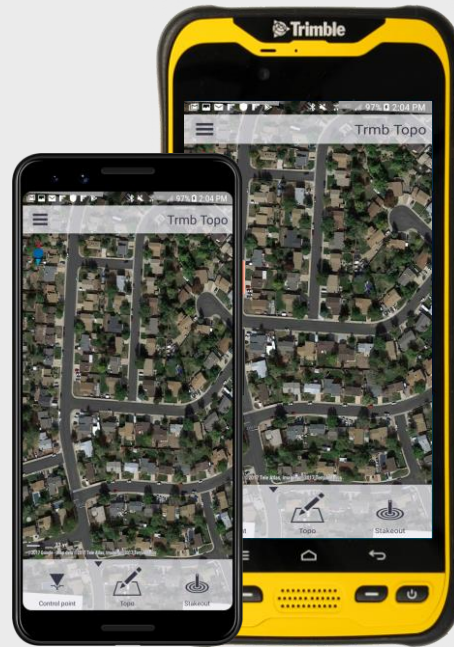 Trimble
97% 2:04 PM
Trmb Topo
97% 2:04 PM
Trmb Topo
Topo
Stakeout
Control point
Topo
Stakeout